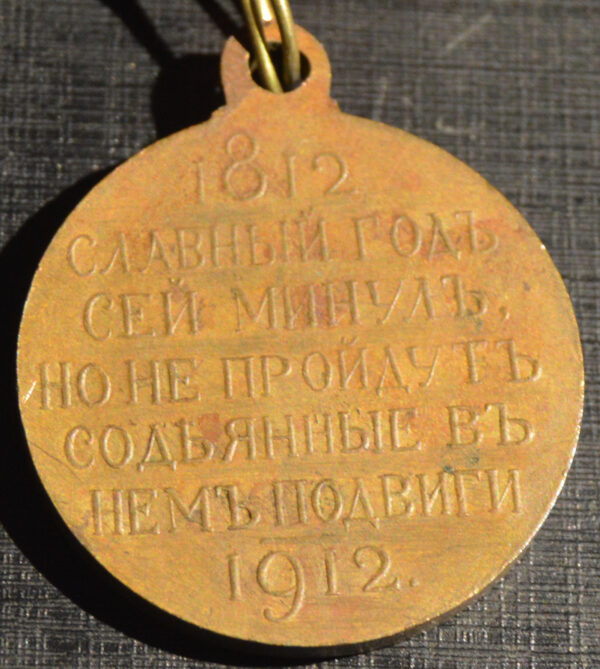 1812
СЛАВНЫЙ ГОДЪ
СЕЙ МИНУЛЪ,
НО НЕ ПРОЙДУТЪ
СОДѢЯННЫЕ ВЪ
НЕМЪ ПОДВИГИ
1912.